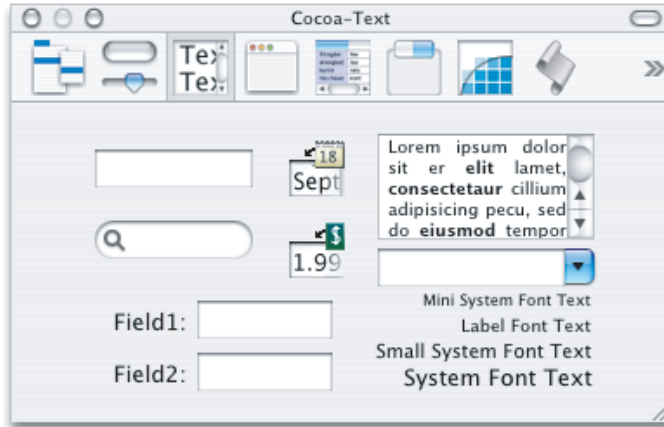 Cocoa-Text
Tex
Tex
18
Sept
1.99
Lorem ipsum dolor
sit er elit lamet,
consectetaur cillium
adipisicing pecu, sed
do eiusmod tempor
Field1:
Field2:
Mini System Font Text
Label Font Text
Small System Font Text
System Font Text